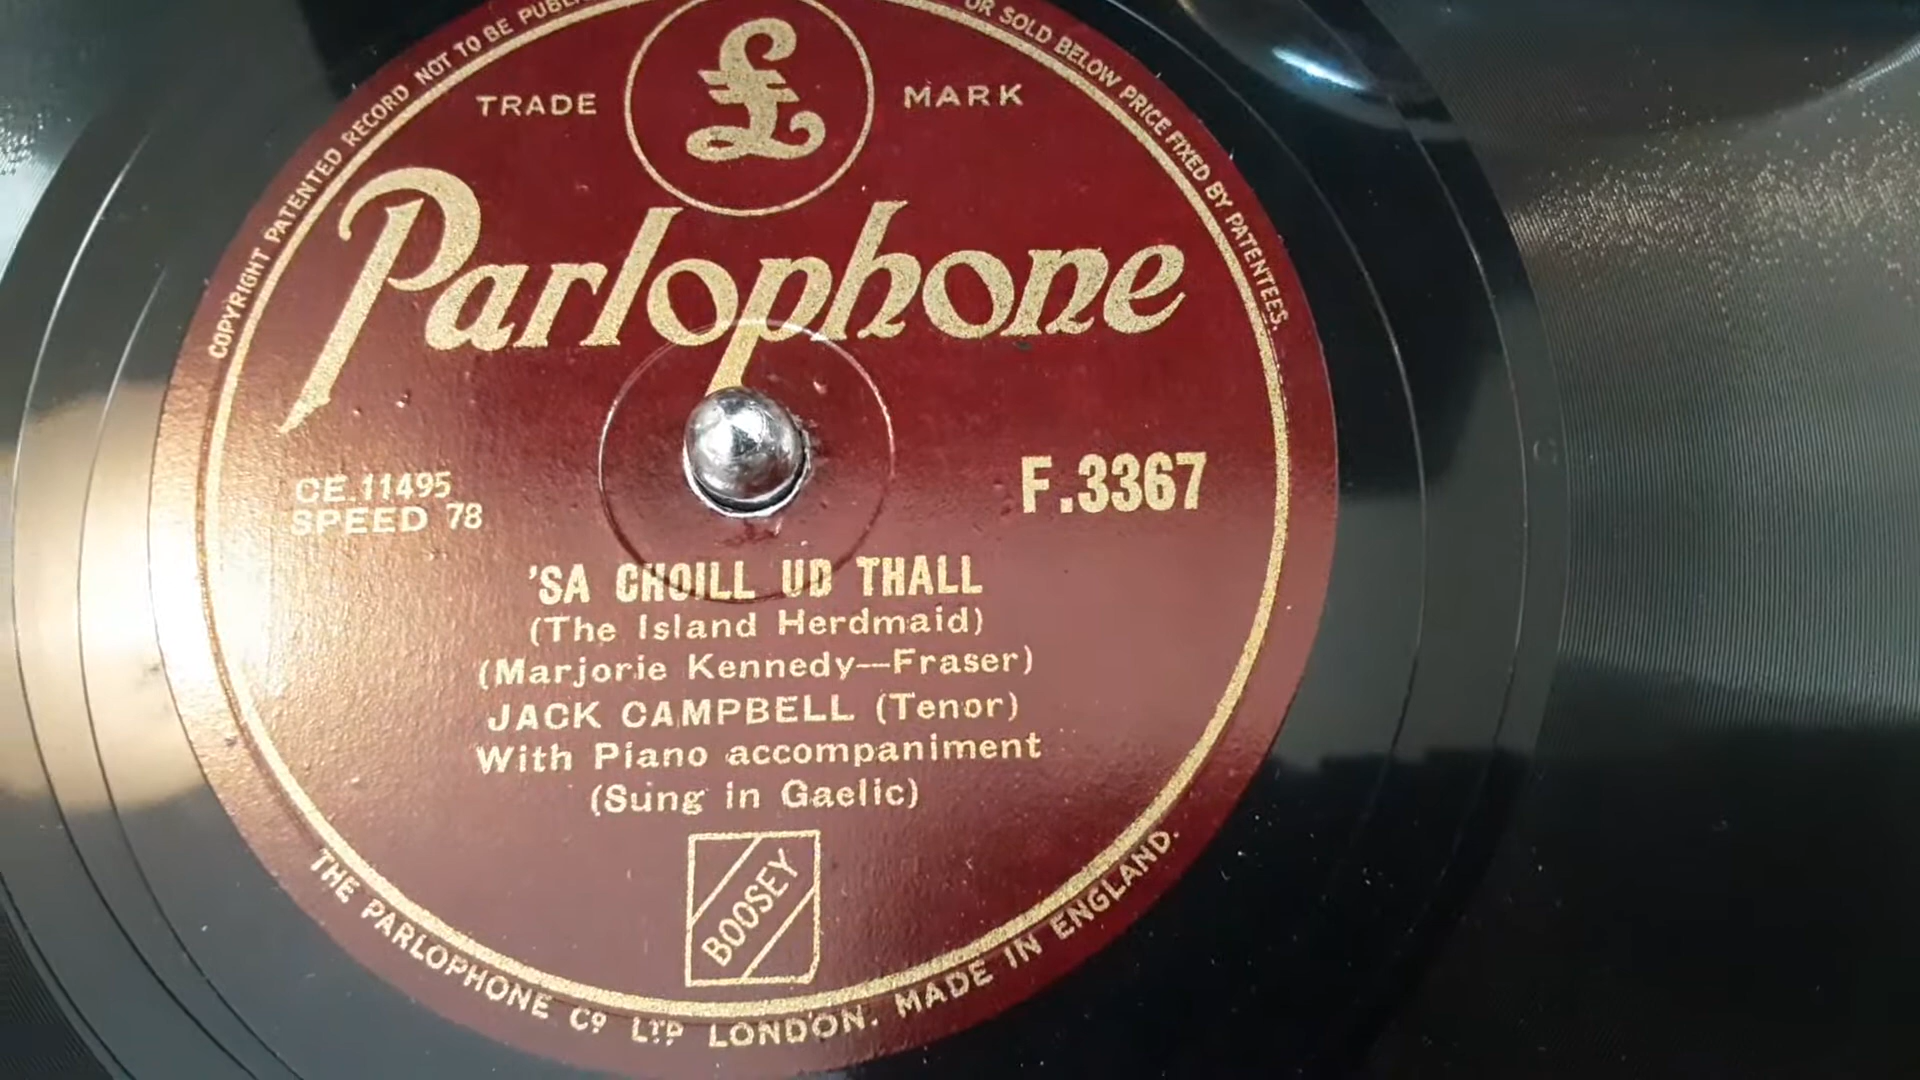 COPYRIGHT PATENTED RECORD NOT TO BE
OR SOLD BELOW PRICE FIXED BY PATENTEES.
£
TRADE MARK
Parlophone
CE.11495
SPEED 78
F.3367
'SA CHOILL UD THALL
(The Island Herdmaid)
(Marjorie Kennedy—Fraser)
JACK CAMPBELL (Tenor)
With Piano accompaniment
(Sung in Gaelic)
BOOSEY
THE PARLOPHONE Co LTD LONDON. MADE IN ENGLAND.